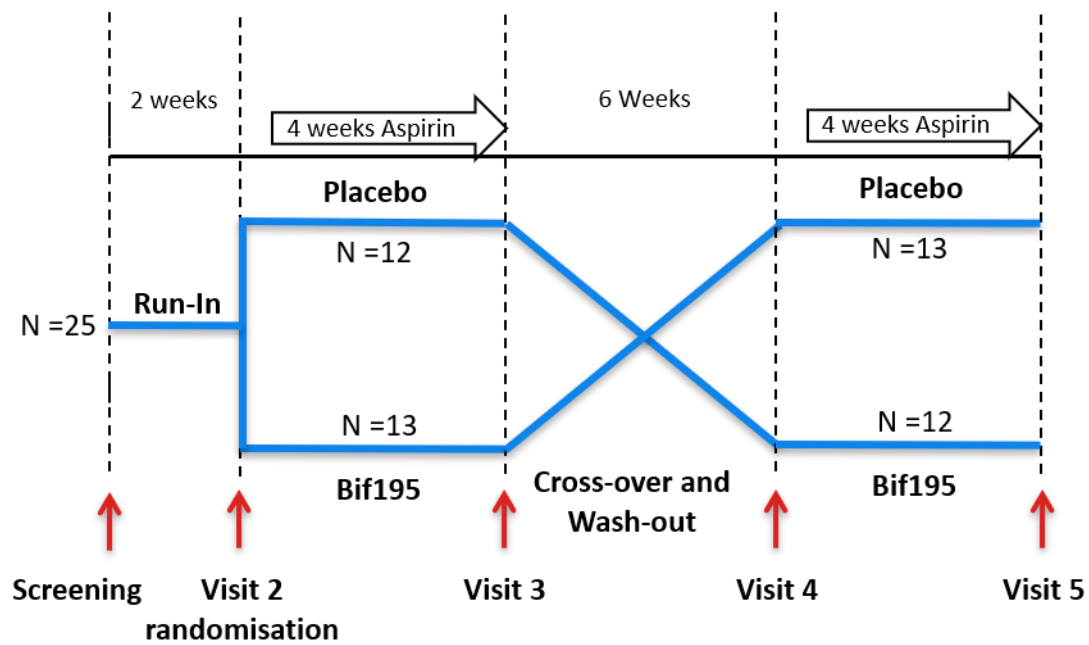 2 weeks
4 weeks Aspirin
6 Weeks
4 weeks Aspirin
Placebo
Placebo
N =12
N =13
Run-In
N =25
N =13
N =12
Bif195
Cross-over and
Wash-out
Bif195
Screening
Visit 2
randomisation
Visit 3
Visit 4
Visit 5